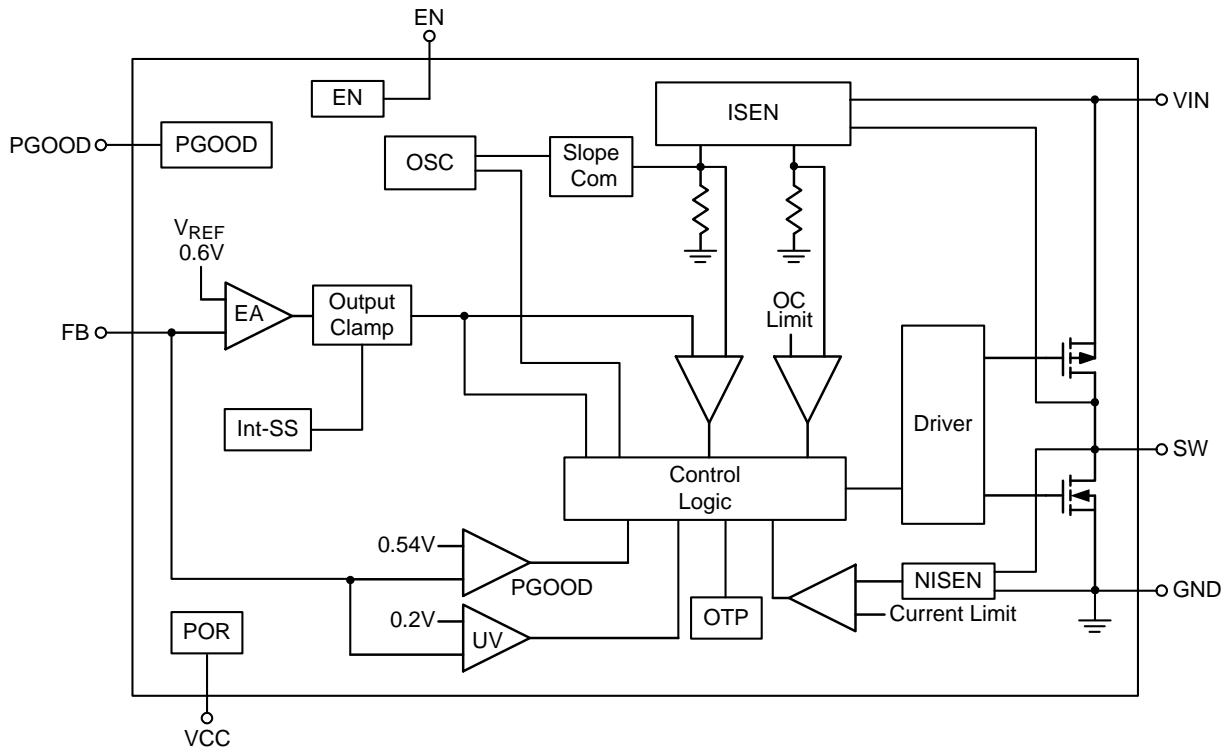 EN
EN
ISEN
VIN
PGOOD
PGOOD
OSC
Slope
Com
VREF
0.6V
EA
Output
Clamp
OC
Limit
FB
Int-SS
Driver
Control
Logic
SW
0.54V
PGOOD
NISEN
GND
0.2V
UV
OTP
Current Limit
POR
VCC